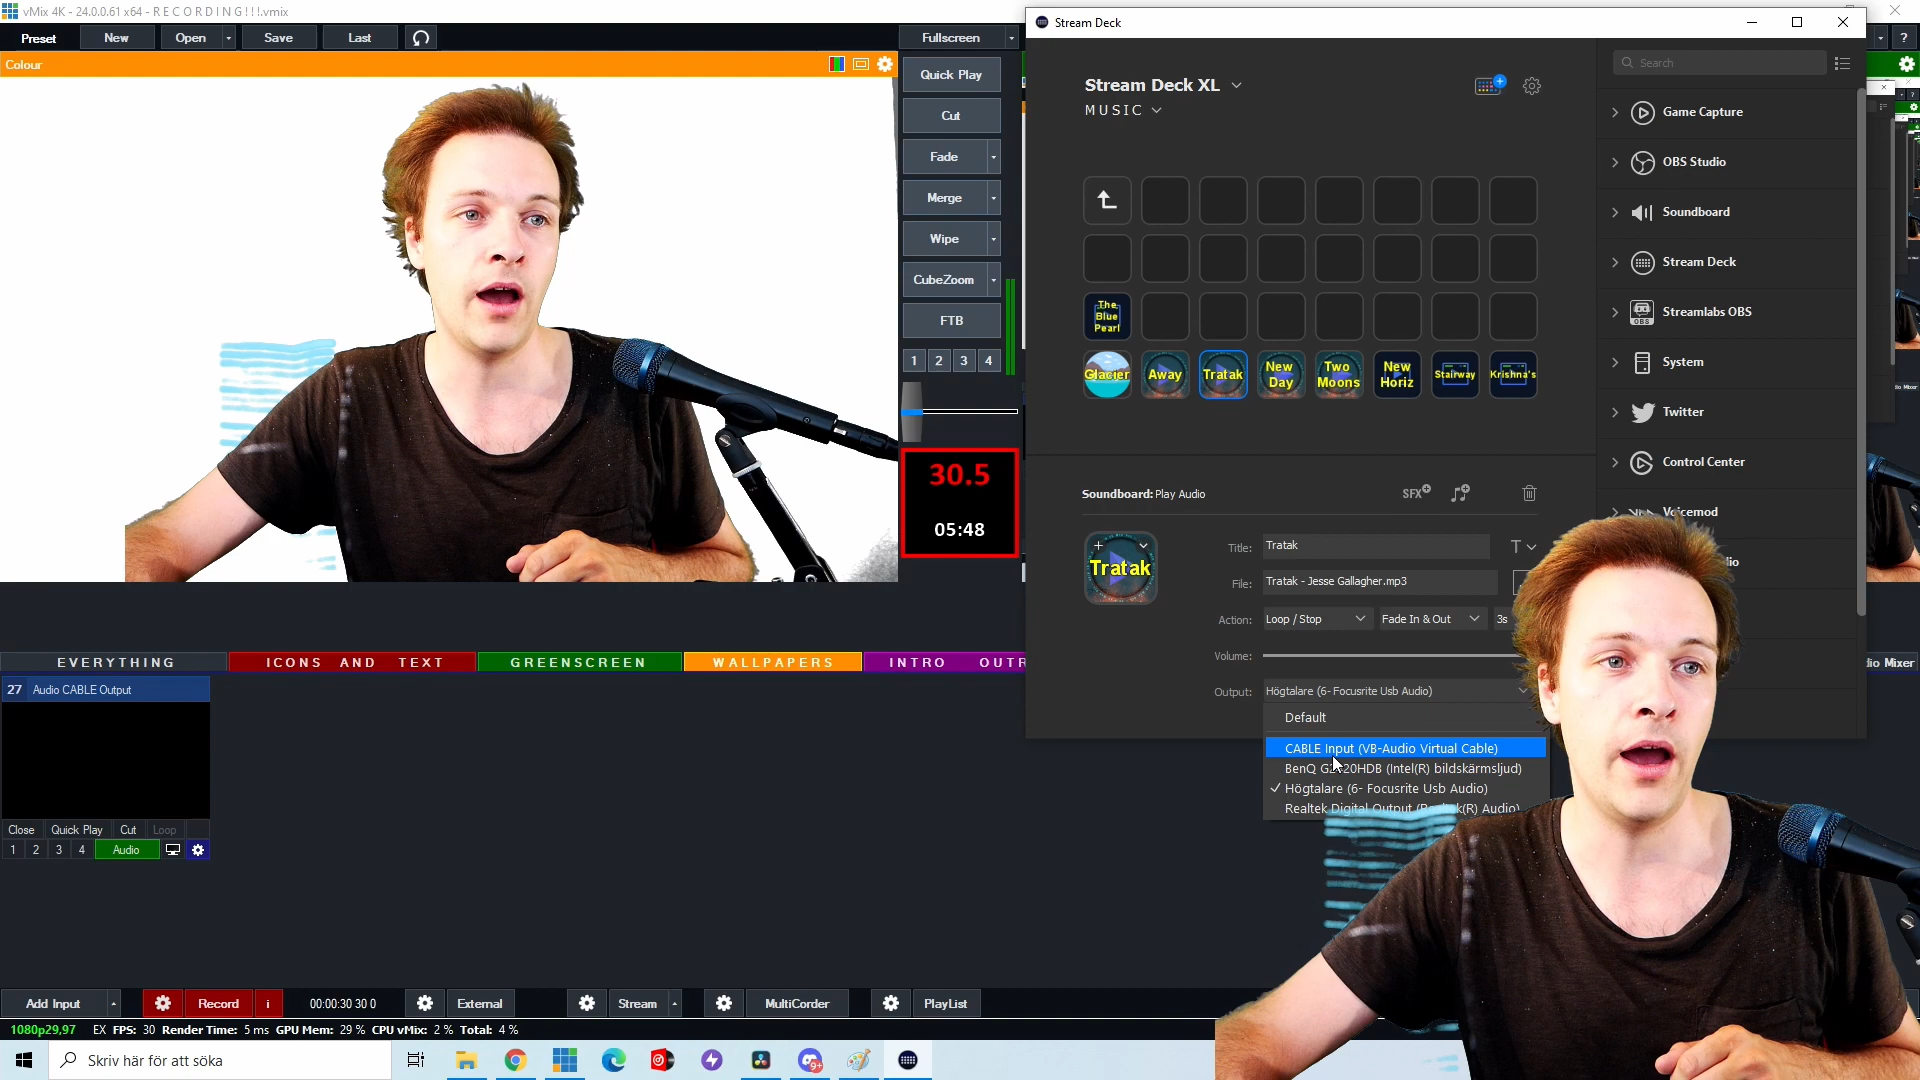 vMix 4K - 24.0.0.61 x64 - R E C O R D I N G ! ! !.vmix
Preset
New
Open
Save
Last
Fullscreen
?
Colour
Quick Play
Cut
Fade
Merge
Wipe
CubeZoom
FTB
1 2 3 4
30.5
05:48
Stream Deck
Stream Deck XL
MUSIC
The Blue Pearl
Glacier
Away
Tratak
New Day
Two Moons
New Horiz
Stairway
Krishna's
Soundboard: Play Audio
SFX
Tratak
Title: Tratak
T
File: Tratak - Jesse Gallagher.mp3
Action: Loop / Stop Fade In & Out 3s
Volume:
Output: Högtalare (6- Focusrite Usb Audio)
Default
CABLE Input (VB-Audio Virtual Cable)
(Intel(R) bildskärmsljud)
Högtalare (6- Focusrite Usb Audio)
Realtek Digital Output
Search
Game Capture
OBS Studio
Soundboard
Stream Deck
OBS
Streamlabs OBS
System
Twitter
Control Center
Voicemod
EVERYTHING
ICONS AND TEXT
GREENSCREEN
WALLPAPERS
INTRO
27 Audio CABLE Output
Close Quick Play Cut Loop
1 2 3 4 Audio
Add Input
Record
i
00:00:30 30 0
External
Stream
MultiCorder
PlayList
1080p29,97 EX FPS: 30 Render Time: 5 ms GPU Mem: 29 % CPU vMix: 2 % Total: 4 %
Skriv här för att söka
9+